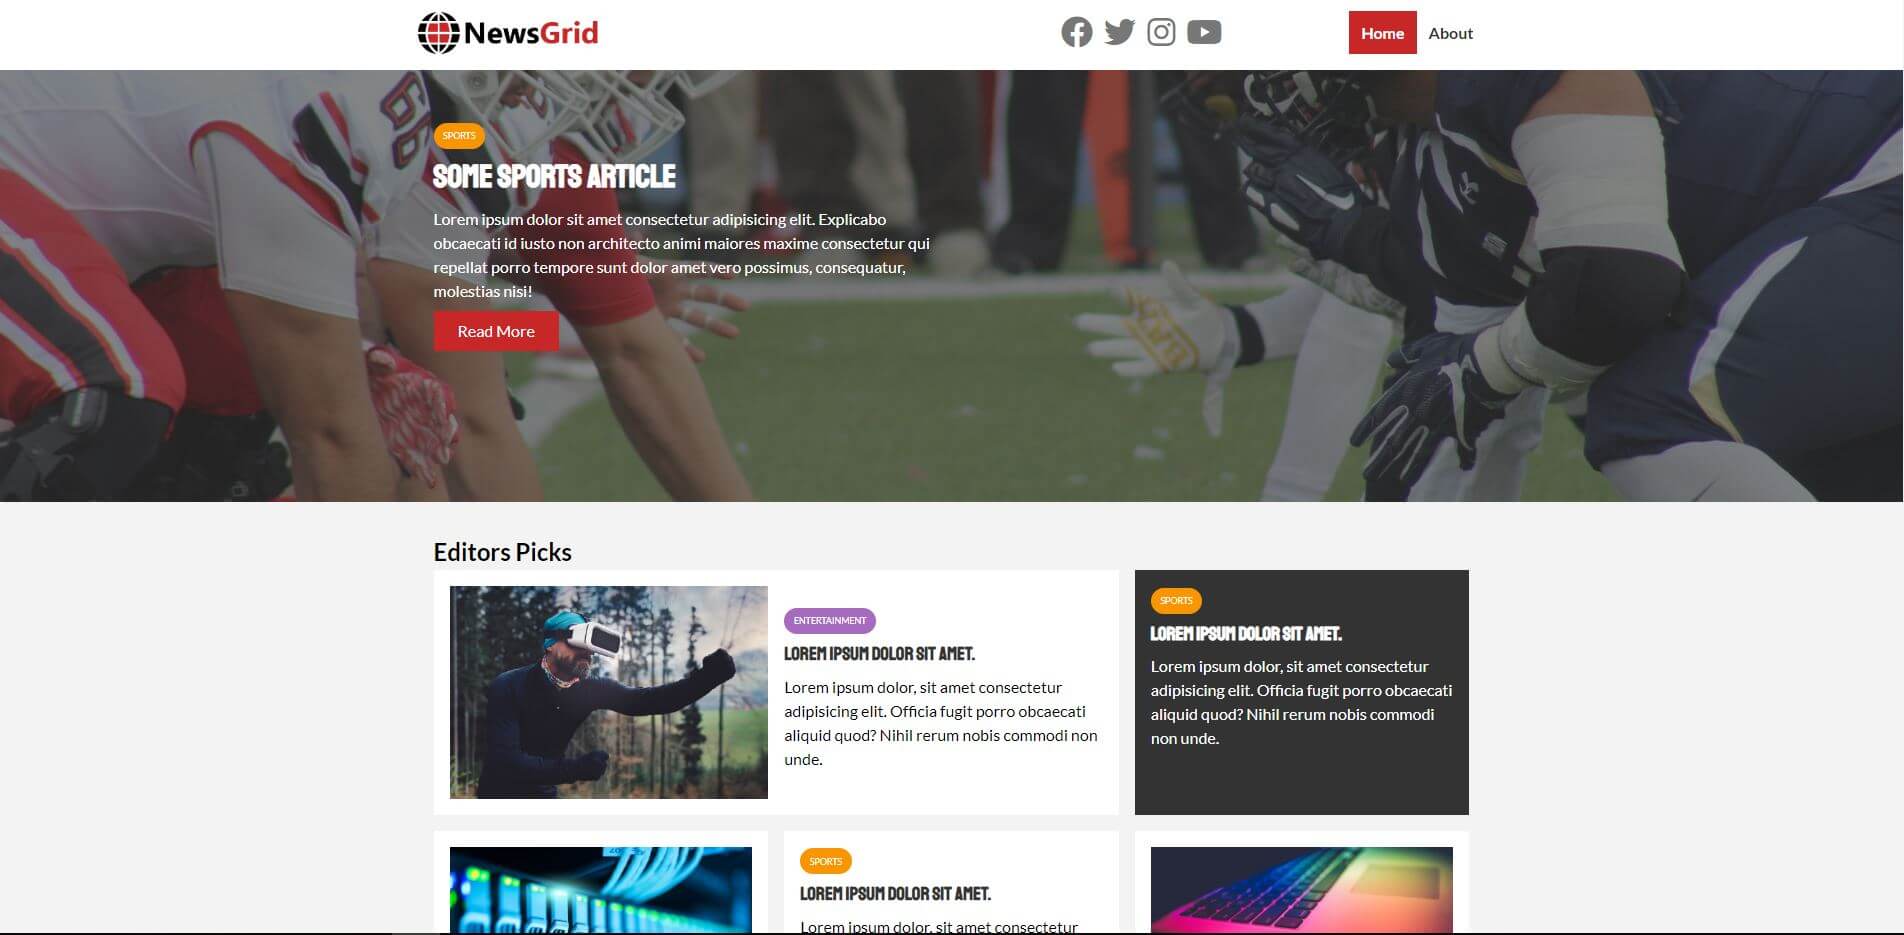 NewsGrid
Home
About
SPORTS
SOME SPORTS ARTICLE
Lorem ipsum dolor sit amet consectetur adipisicing elit. Explicabo
obcaecati id iusto non architecto animi maiores maxime consectetur qui
repellat porro tempore sunt dolor amet vero possimus, consequatur,
molestias nisi!
Read More
Editors Picks
ENTERTAINMENT
LOREM IPSUM DOLOR SIT AMET.
Lorem ipsum dolor, sit amet consectetur
adipisicing elit. Officia fugit porro obcaecati
aliquid quod? Nihil rerum nobis commodi non
unde.
SPORTS
LOREM IPSUM DOLOR SIT AMET.
Lorem ipsum dolor, sit amet consectetur
adipisicing elit. Officia fugit porro obcaecati
aliquid quod? Nihil rerum nobis commodi
non unde.
SPORTS
LOREM IPSUM DOLOR SIT AMET.
Lorem ipsum dolor, sit amet consectetur